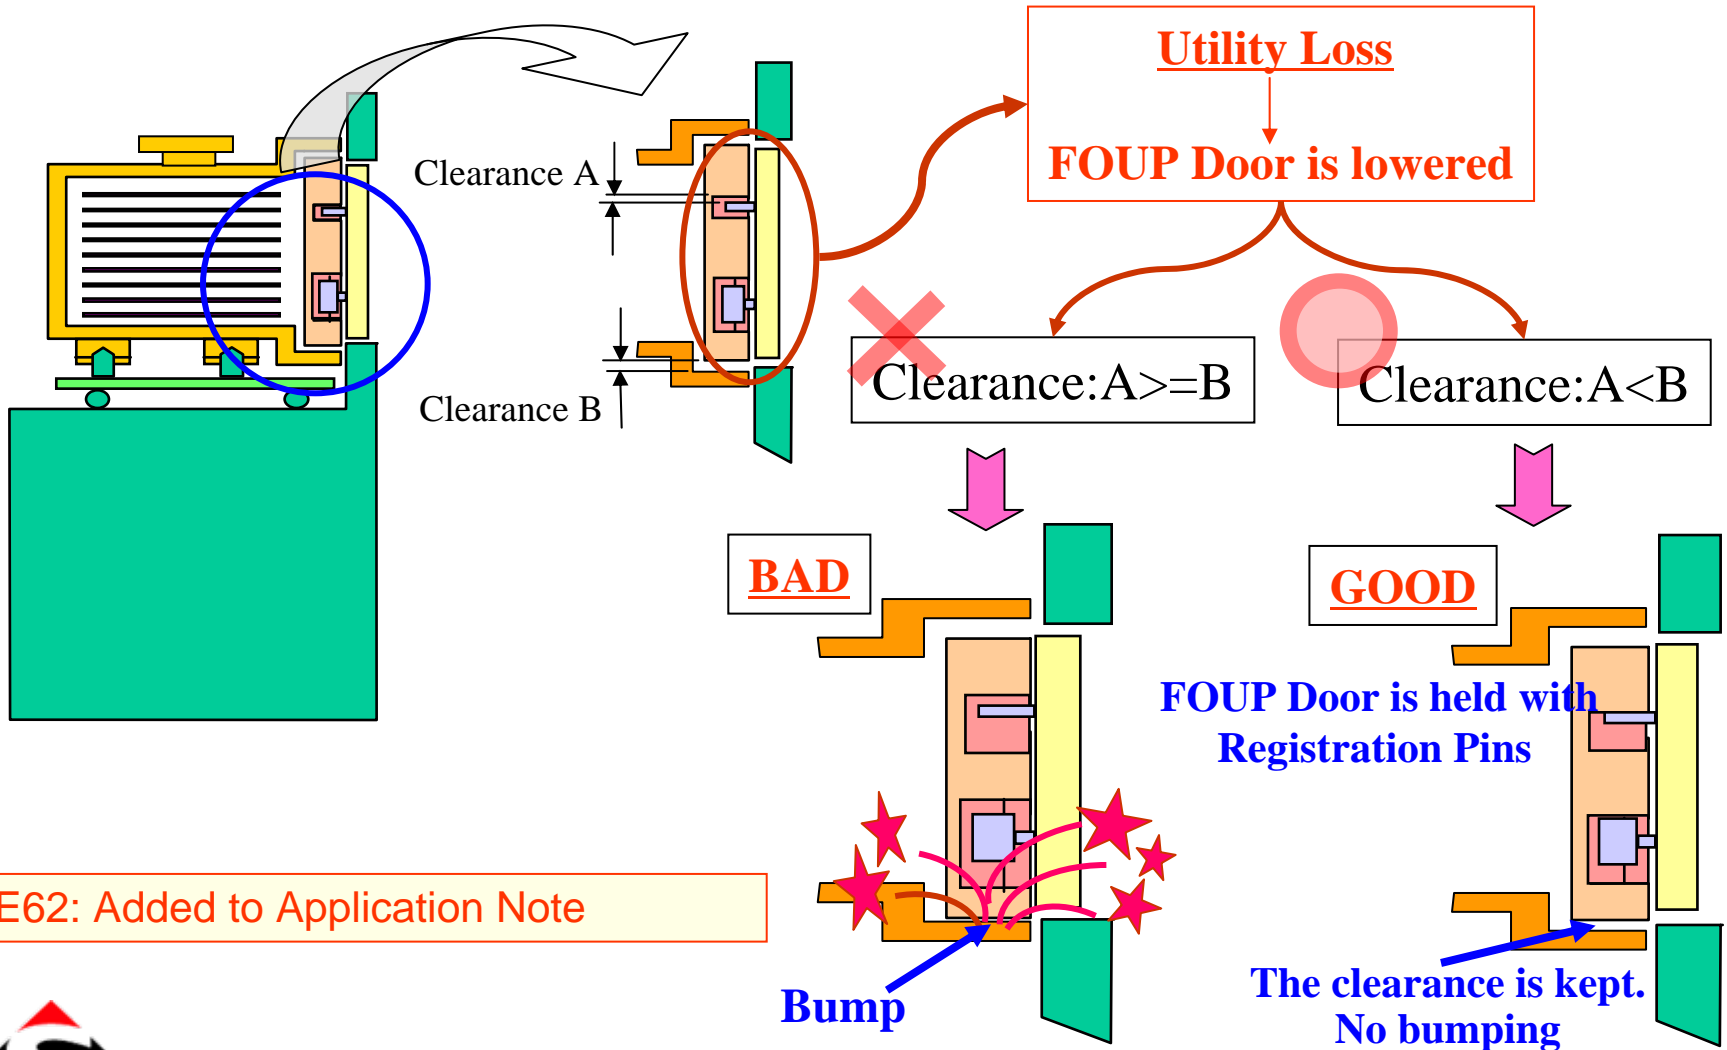 Utility Loss
FOUP Door is lowered
Clearance A
Clearance B
Clearance:A>=B
Clearance:A<B
BAD
GOOD
FOUP Door is held with
Registration Pins
E62: Added to Application Note
Bump
The clearance is kept.
No bumping